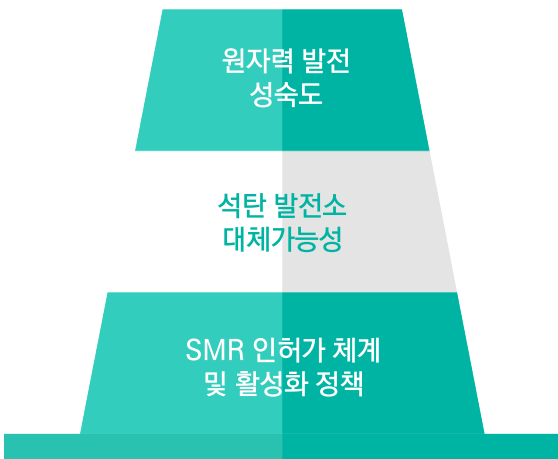 원자력 발전
성숙도
석탄 발전소
대체가능성
SMR 인허가 체계
및 활성화 정책